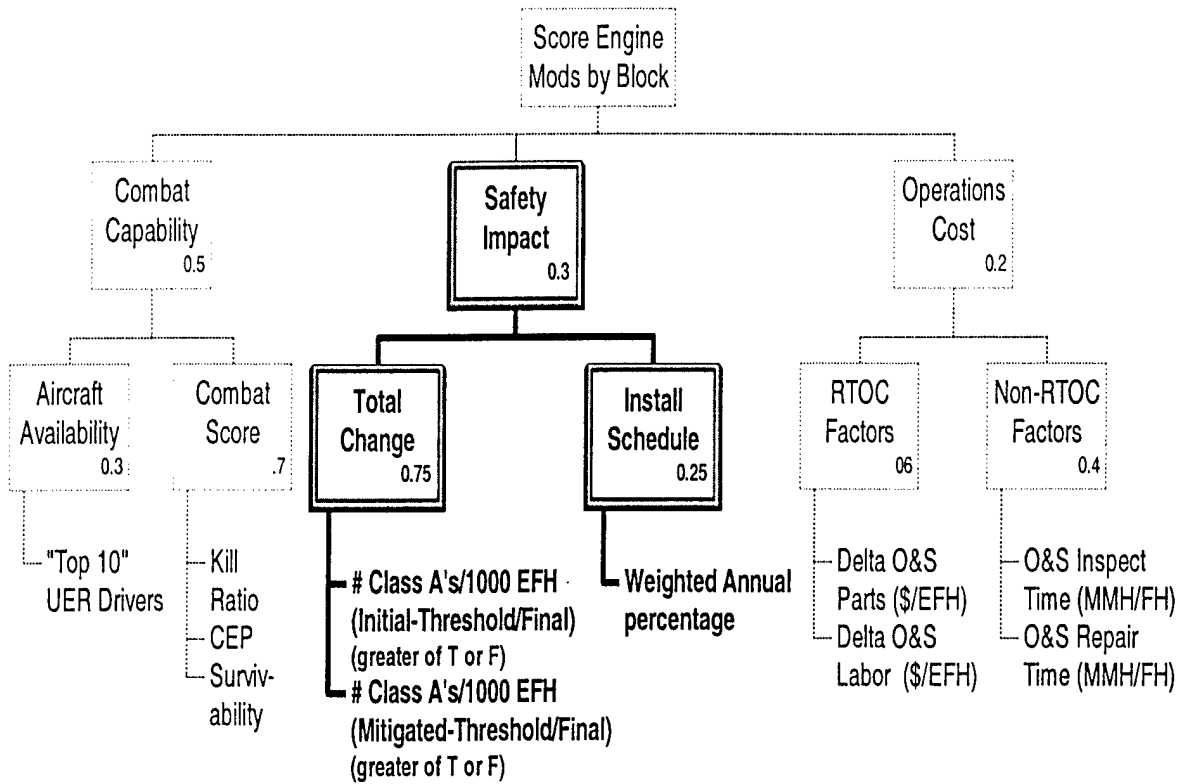 Score Engine
Mods by Block
Combat
Capability
0.5
Safety
Impact
0.3
Operations
Cost
0.2
Aircraft
Availability
0.3
Combat
Score
.7
Total
Change
0.75
Install
Schedule
0.25
RTOC
Factors
06
Non-RTOC
Factors
0.4
"Top 10"
UER Drivers
Kill
Ratio
CEP
Surviv-
ability
# Class A's/1000 EFH
(Initial-Threshold/Final)
(greater of T or F)
# Class A's/1000 EFH
(Mitigated-Threshold/Final)
(greater of T or F)
Weighted Annual
percentage
Delta O&S
Parts ($/EFH)
Delta O&S
Labor ($/EFH)
O&S Inspect
Time (MMH/FH)
O&S Repair
Time (MMH/FH)